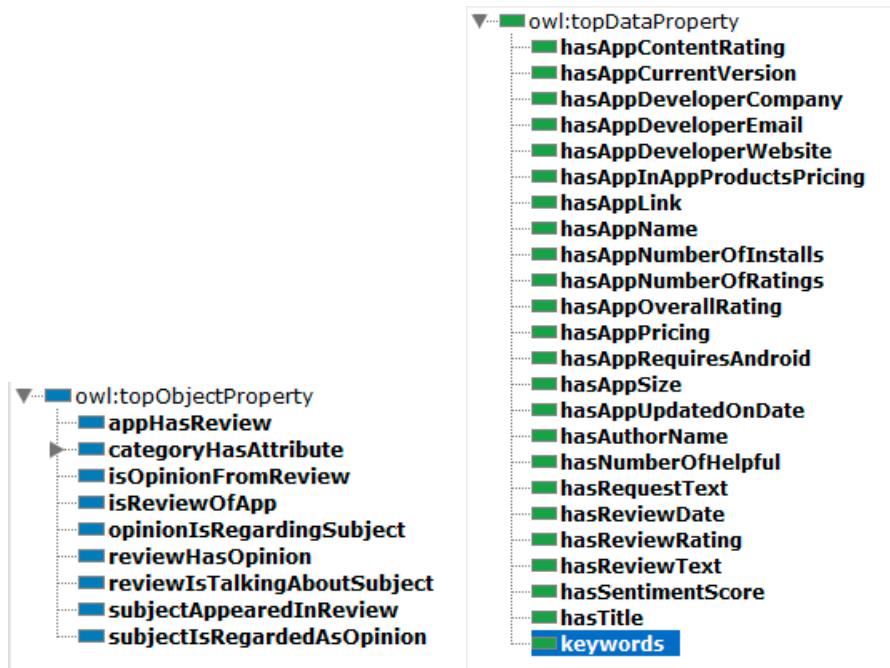 owl:topObjectProperty
appHasReview
categoryHasAttribute
isOpinionFromReview
isReviewOfApp
opinionIsRegardingSubject
reviewHasOpinion
reviewIsTalkingAboutSubject
subjectAppearedInReview
subjectIsRegardedAsOpinion
owl:topDataProperty
hasAppContentRating
hasAppCurrentVersion
hasAppDeveloperCompany
hasAppDeveloperEmail
hasAppDeveloperWebsite
hasAppInAppProductsPricing
hasAppLink
hasAppName
hasAppNumberOfInstalls
hasAppNumberOfRatings
hasAppOverallRating
hasAppPricing
hasAppRequiresAndroid
hasAppSize
hasAppUpdatedOnDate
hasAuthorName
hasNumberOfHelpful
hasRequestText
hasReviewDate
hasReviewRating
hasReviewText
hasSentimentScore
hasTitle
keywords